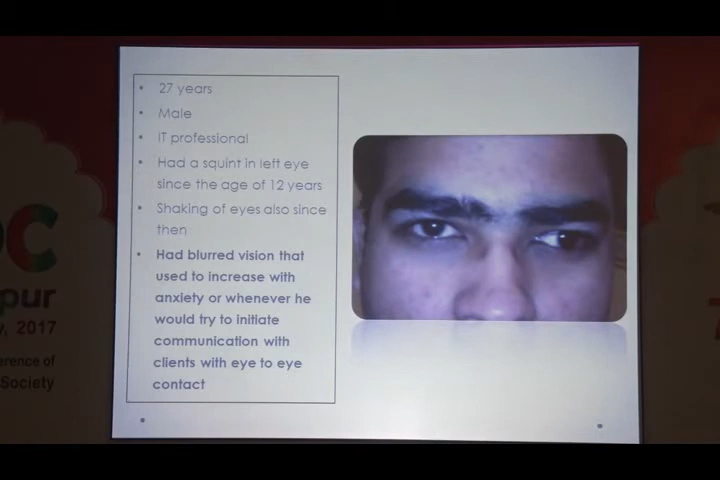 27 years
Male
IT professional
Had a squint in left eye
since the age of 12 years
Shaking of eyes also since
then
Had blurred vision that
used to increase with
anxiety or whenever he
would try to initiate
communication with
clients with eye to eye
contact
OC
pur
, 2017
erence of
Society